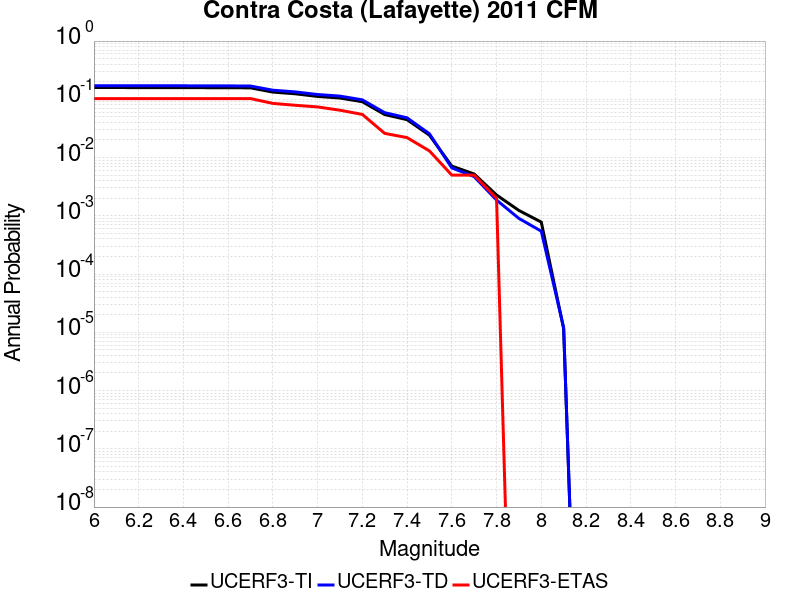 Contra Costa (Lafayette) 2011 CFM
Annual Probability
10^0
10^-1
10^-2
10^-3
10^-4
10^-5
10^-6
10^-7
10^-8
6 6.2 6.4 6.6 6.8 7 7.2 7.4 7.6 7.8 8 8.2 8.4 8.6 8.8 9
Magnitude
UCERF3-TI UCERF3-TD UCERF3-ETAS